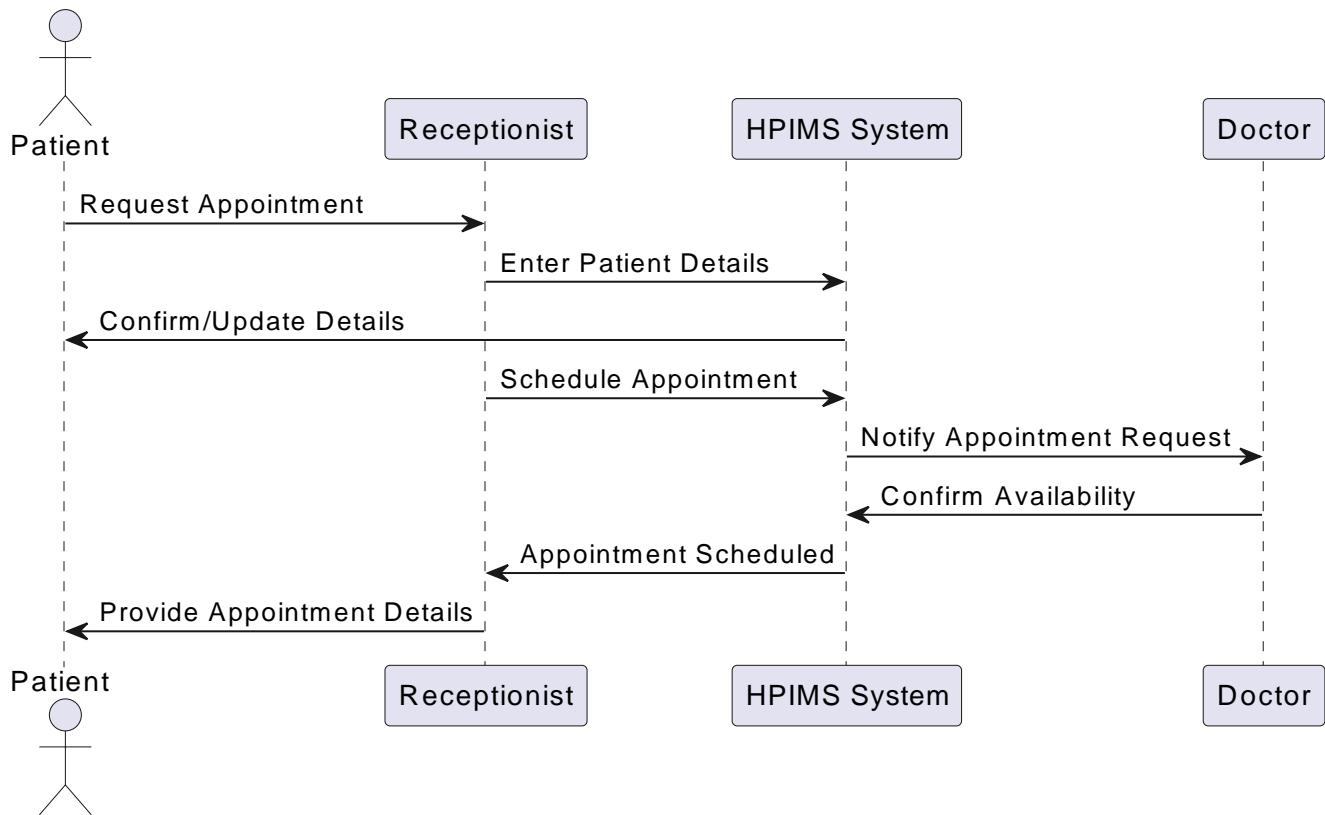 Patient
Receptionist
HPIMS System
Doctor
Request Appointment
Enter Patient Details
Confirm/Update Details
Schedule Appointment
Notify Appointment Request
Confirm Availability
Appointment Scheduled
Provide Appointment Details
Patient
Receptionist
HPIMS System
Doctor